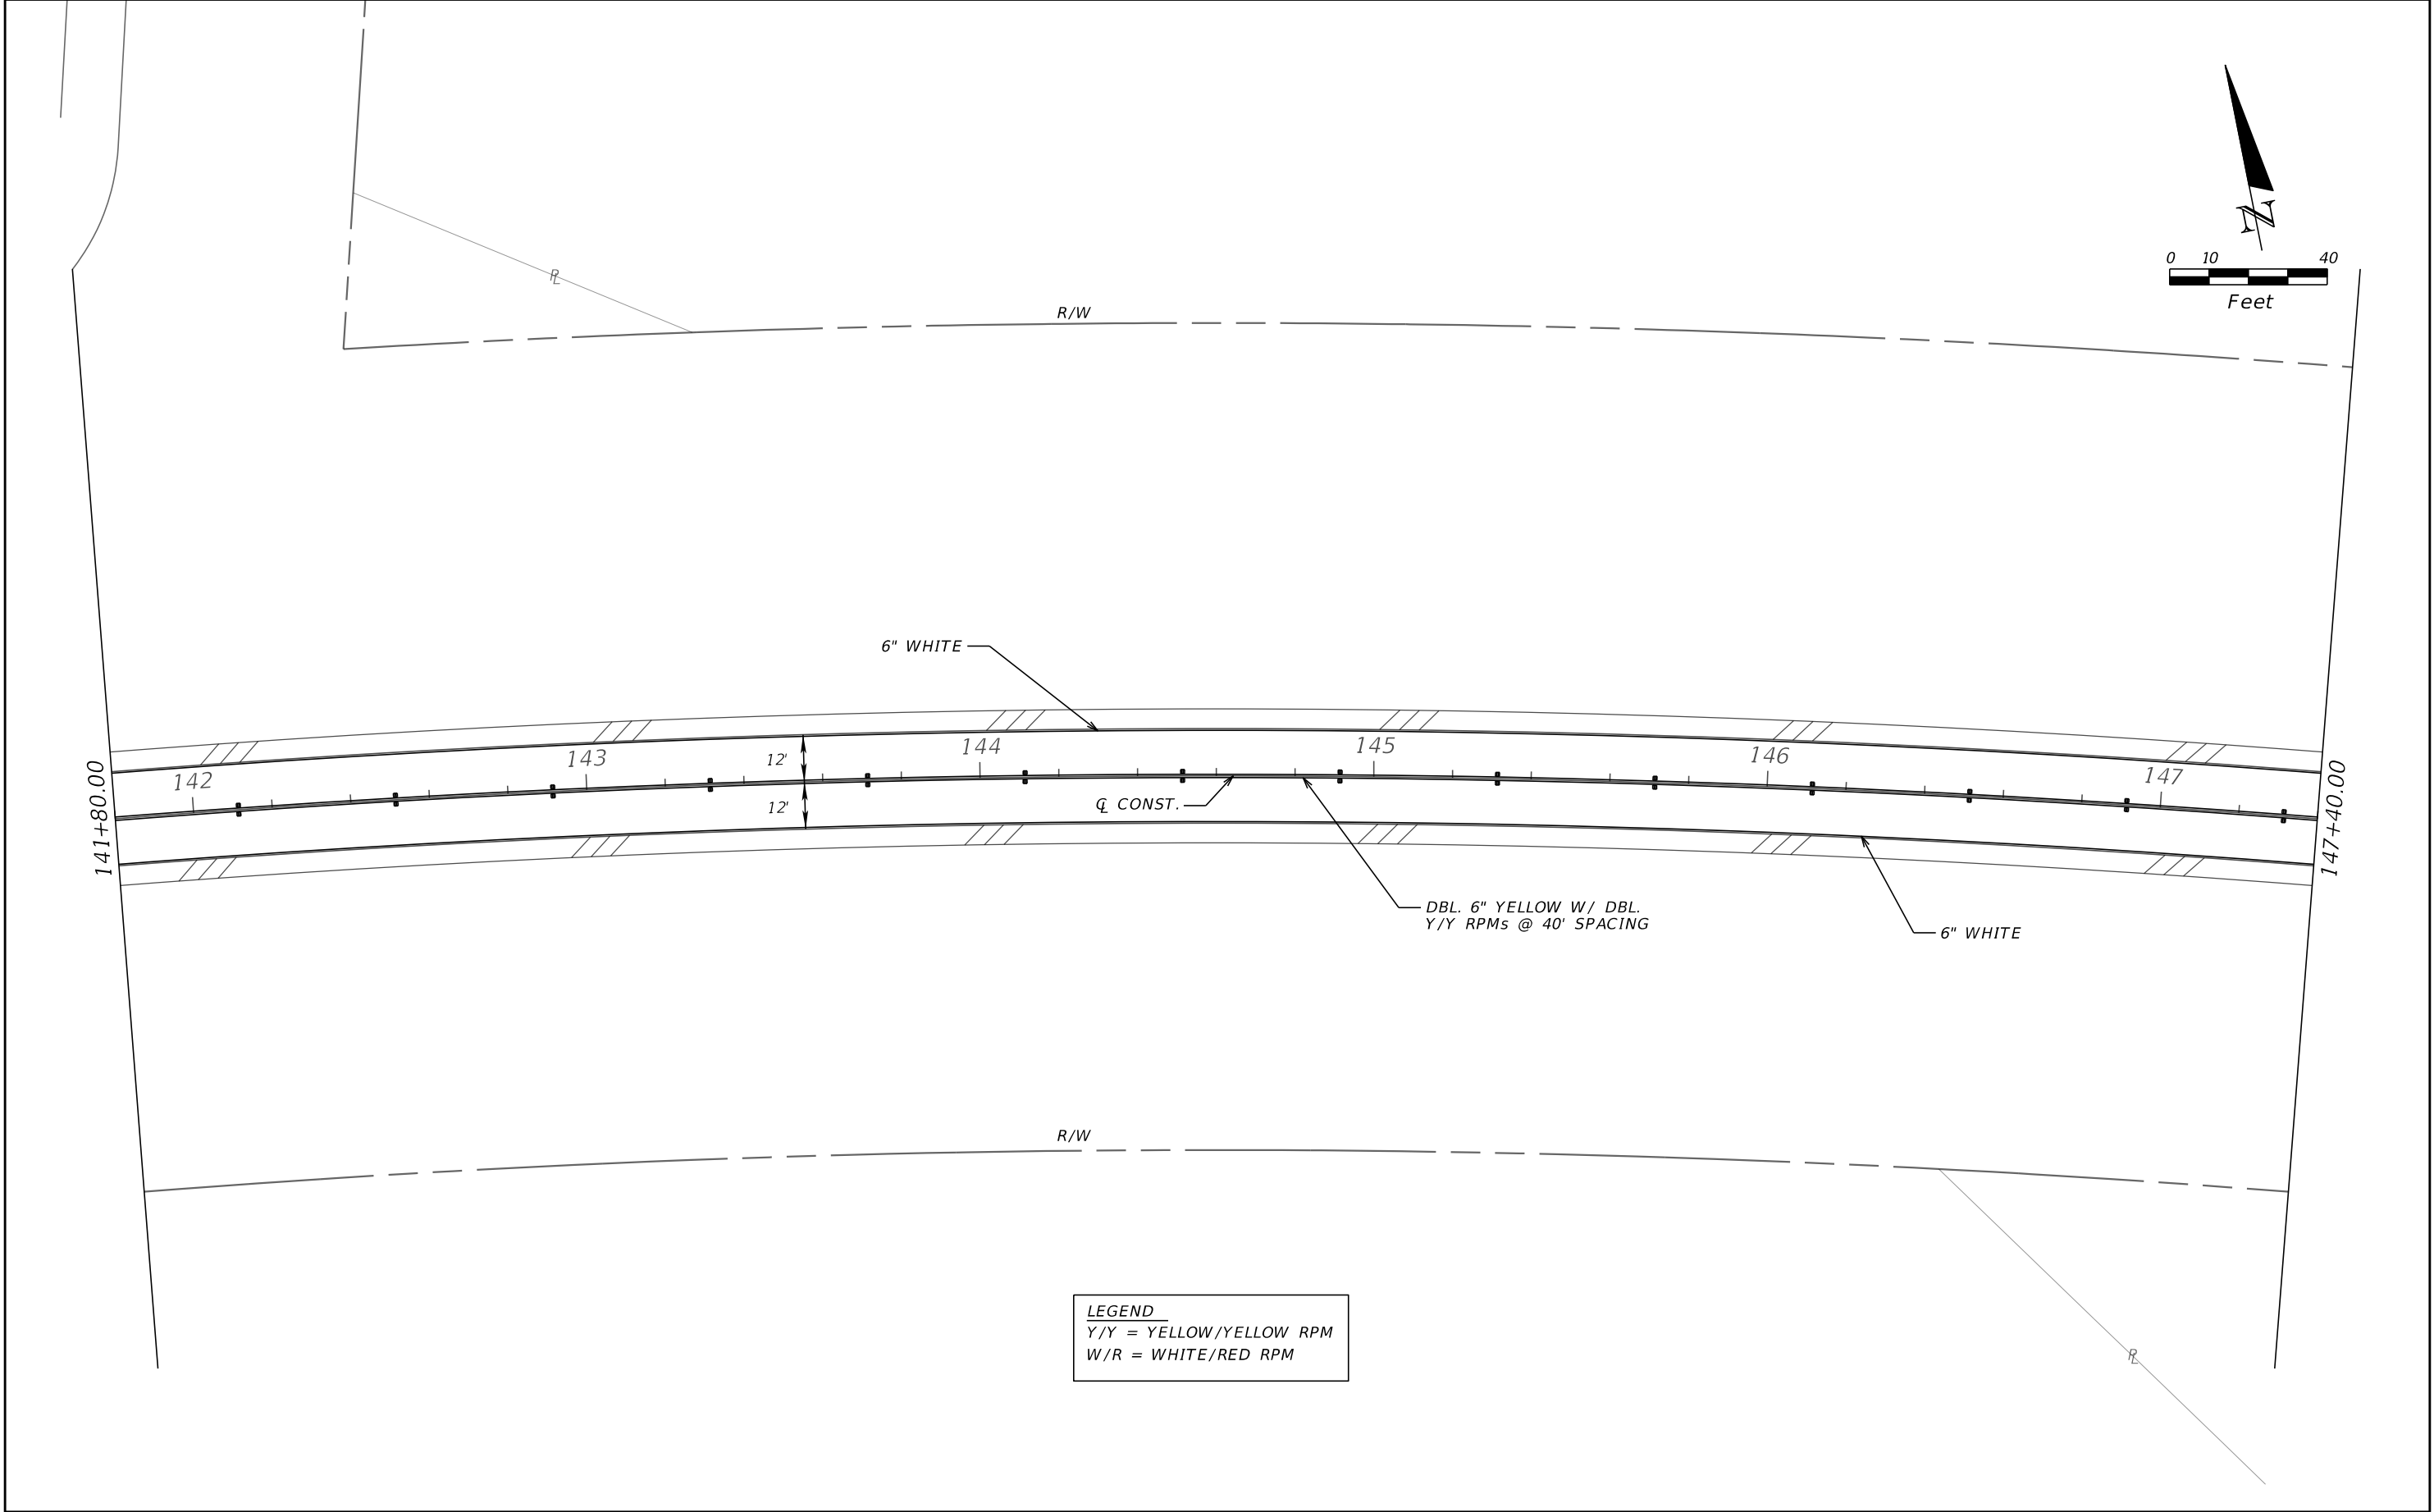 N
0 10 40
Feet
℄
R/W
6" WHITE
142 143 144 145 146 147
12'
12'
℄ CONST.
141+80.00
147+40.00
DBL. 6" YELLOW W/ DBL.
Y/Y RPMs @ 40' SPACING
6" WHITE
R/W
LEGEND
Y/Y = YELLOW/YELLOW RPM
W/R = WHITE/RED RPM